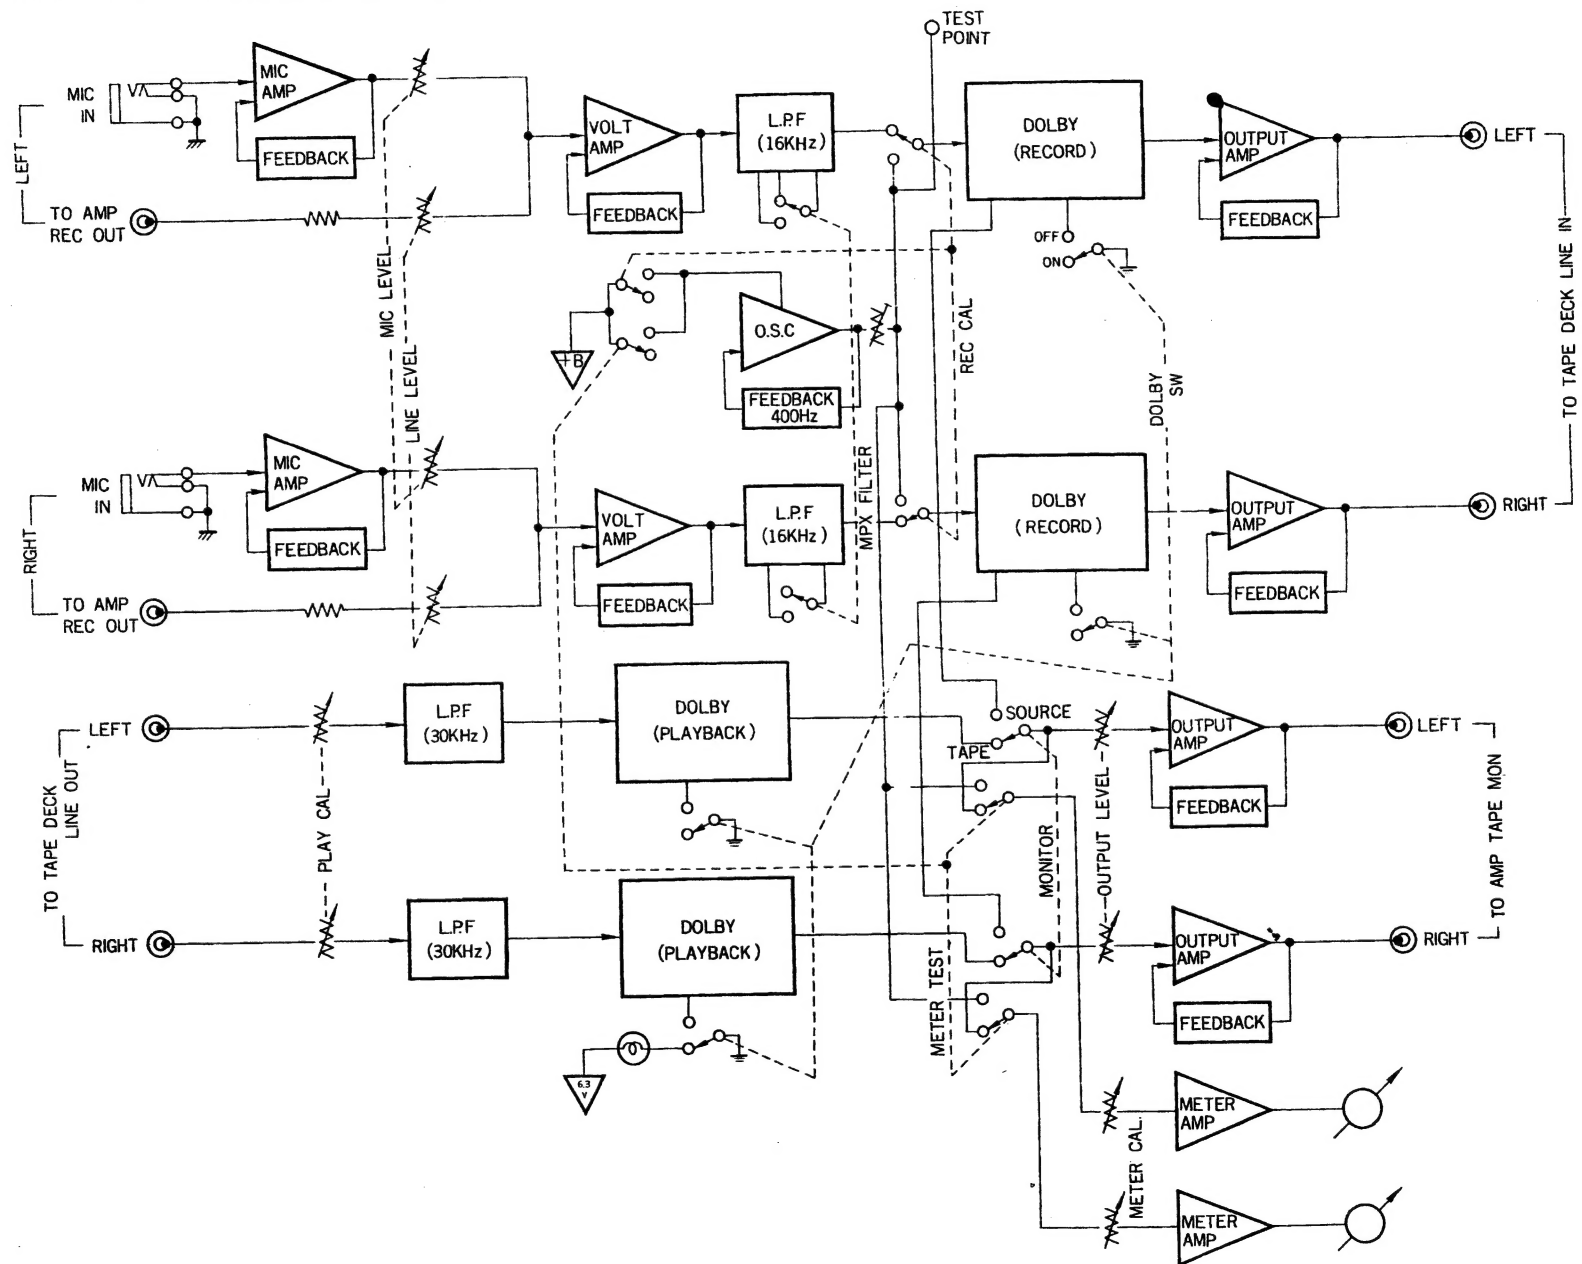 TEST
POINT
MIC
AMP
MIC
IN
FEEDBACK
LEFT
TO AMP
REC OUT
VOLT
AMP
FEEDBACK
L.P.F
(16KHz)
DOLBY
(RECORD)
OFF
ON
OUTPUT
AMP
FEEDBACK
LEFT
TO TAPE DECK LINE IN
MIC LEVEL
LINE LEVEL
+B
O.S.C
FEEDBACK
400Hz
REC CAL
DOLBY
SW
MPX FILTER
MIC
AMP
MIC
IN
FEEDBACK
RIGHT
TO AMP
REC OUT
VOLT
AMP
FEEDBACK
L.P.F
(16KHz)
DOLBY
(RECORD)
OUTPUT
AMP
FEEDBACK
RIGHT
LEFT
L.P.F
(30KHz)
DOLBY
(PLAYBACK)
SOURCE
TAPE
OUTPUT
AMP
FEEDBACK
LEFT
TO TAPE DECK
LINE OUT
PLAY CAL
MONITOR
OUTPUT LEVEL
TO AMP TAPE MON
RIGHT
L.P.F
(30KHz)
DOLBY
(PLAYBACK)
METER TEST
OUTPUT
AMP
FEEDBACK
RIGHT
6.3
V
METER
AMP
METER CAL.
METER
AMP